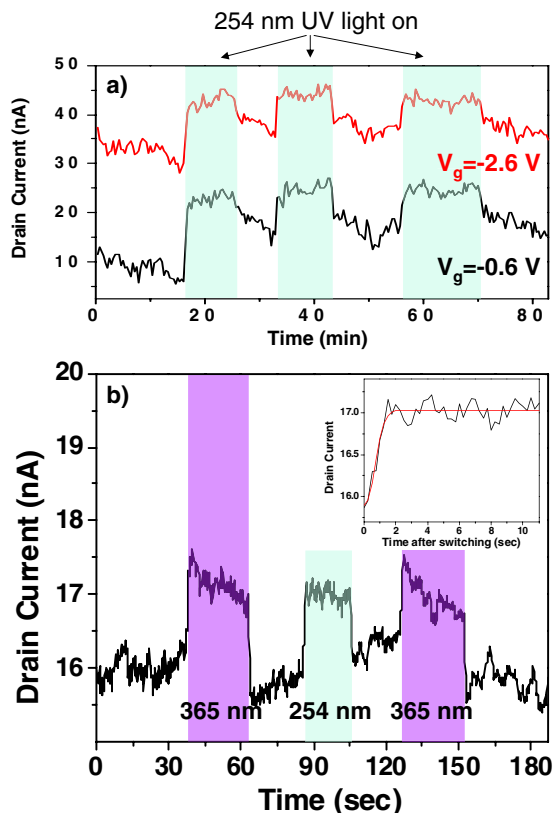 254 nm UV light on
a)
50
40
30
20
10
Drain Current (nA)
V_g=-2.6 V
V_g=-0.6 V
0 20 40 60 80
Time (min)
b)
20
19
18
17
16
Drain Current (nA)
17.0
16.5
16.0
Drain Current
0 2 4 6 8 10
Time after switching (sec)
365 nm 254 nm 365 nm
0 30 60 90 120 150 180
Time (sec)